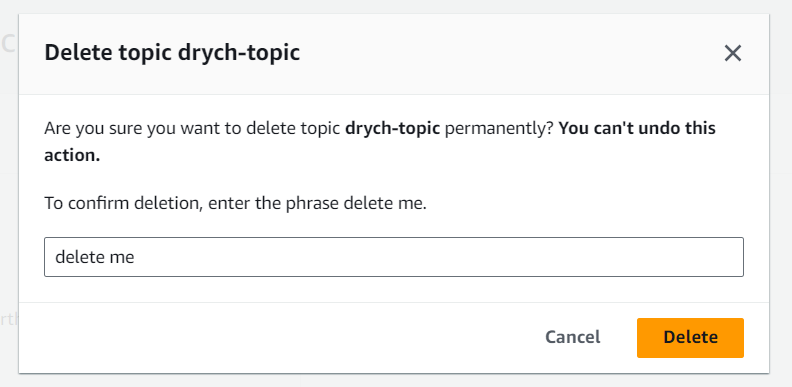 Delete topic drych-topic
Are you sure you want to delete topic drych-topic permanently? You can't undo this
action.
To confirm deletion, enter the phrase delete me.
delete me
Cancel
Delete